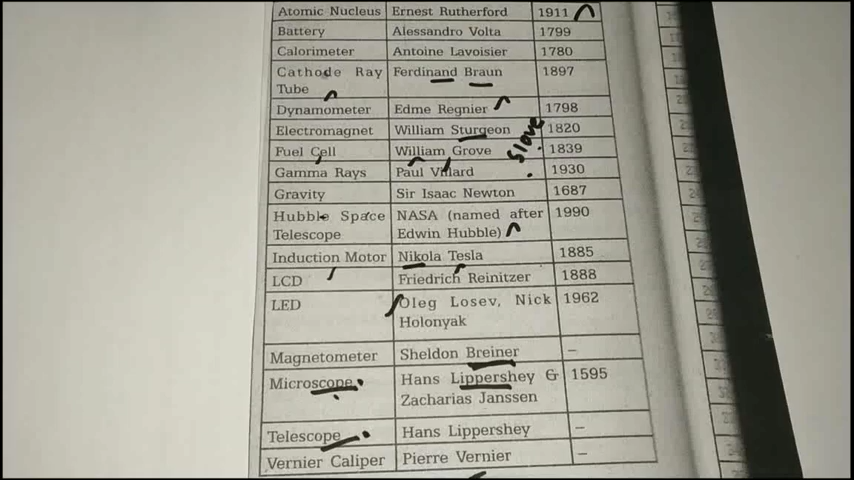 Atomic Nucleus Ernest Rutherford 1911
Battery Alessandro Volta 1799
Calorimeter Antoine Lavoisier 1780
Cathode Ray Ferdinand Braun 1897
Tube
Dynamometer Edme Regnier 1798
Electromagnet William Sturgeon 1820
Fuel Cell William Grove 1839
Gamma Rays Paul Villard 1930
Gravity Sir Isaac Newton 1687
Hubble Space NASA (named after 1990
Telescope Edwin Hubble)
Induction Motor Nikola Tesla 1885
LCD Friedrich Reinitzer 1888
LED Oleg Losev, Nick 1962
Holonyak
Magnetometer Sheldon Breiner –
Microscope Hans Lippershey & 1595
Zacharias Janssen
Telescope Hans Lippershey –
Vernier Caliper Pierre Vernier –